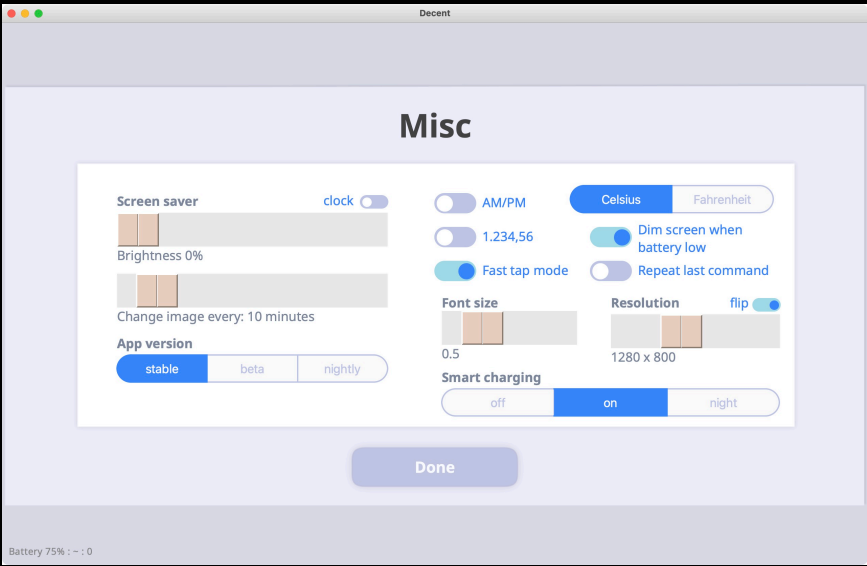 Decent
Misc
Screen saver
clock
Brightness 0%
Change image every: 10 minutes
App version
stable
beta
nightly
AM/PM
Celsius
Fahrenheit
1.234,56
Dim screen when
battery low
Fast tap mode
Repeat last command
Font size
0.5
Resolution
flip
1280 x 800
Smart charging
off
on
night
Done
Battery 75% : ~ : 0